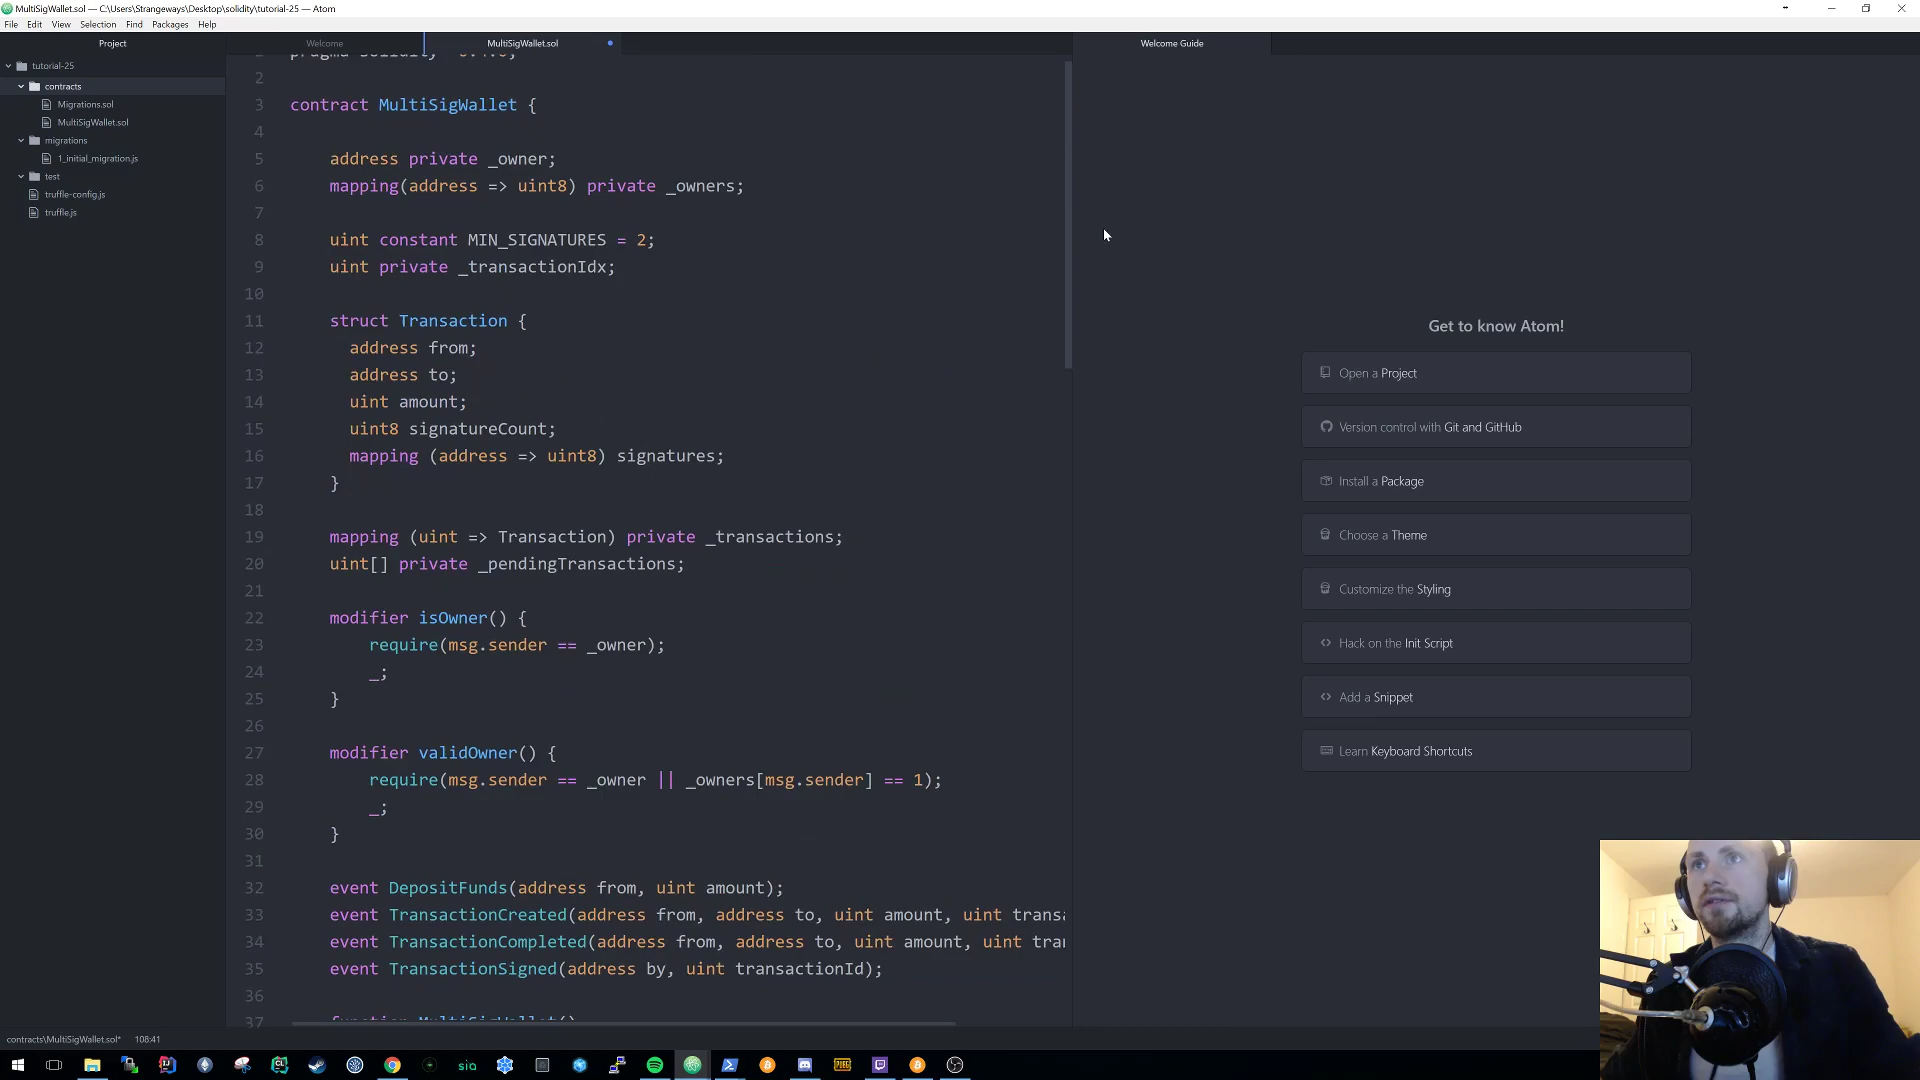 MultiSigWallet.sol — C:\Users\Strangeways\Desktop\solidity\tutorial-25 — Atom
File Edit View Selection Find Packages Help
Project
Welcome
MultiSigWallet.sol
Welcome Guide
tutorial-25
contracts
Migrations.sol
MultiSigWallet.sol
migrations
1_initial_migration.js
test
truffle-config.js
truffle.js
pragma solidity
2
3 contract MultiSigWallet {
4
5 address private _owner;
6 mapping(address => uint8) private _owners;
7
8 uint constant MIN_SIGNATURES = 2;
9 uint private _transactionIdx;
10
11 struct Transaction {
12 address from;
13 address to;
14 uint amount;
15 uint8 signatureCount;
16 mapping (address => uint8) signatures;
17 }
18
19 mapping (uint => Transaction) private _transactions;
20 uint[] private _pendingTransactions;
21
22 modifier isOwner() {
23 require(msg.sender == _owner);
24 _;
25 }
26
27 modifier validOwner() {
28 require(msg.sender == _owner || _owners[msg.sender] == 1);
29 _;
30 }
31
32 event DepositFunds(address from, uint amount);
33 event TransactionCreated(address from, address to, uint amount, uint transa
34 event TransactionCompleted(address from, address to, uint amount, uint tran
35 event TransactionSigned(address by, uint transactionId);
36
37 function MultiSigWallet()
Get to know Atom!
Open a Project
Version control with Git and GitHub
Install a Package
Choose a Theme
Customize the Styling
Hack on the Init Script
Add a Snippet
Learn Keyboard Shortcuts
contracts\MultiSigWallet.sol* 108:41
sia